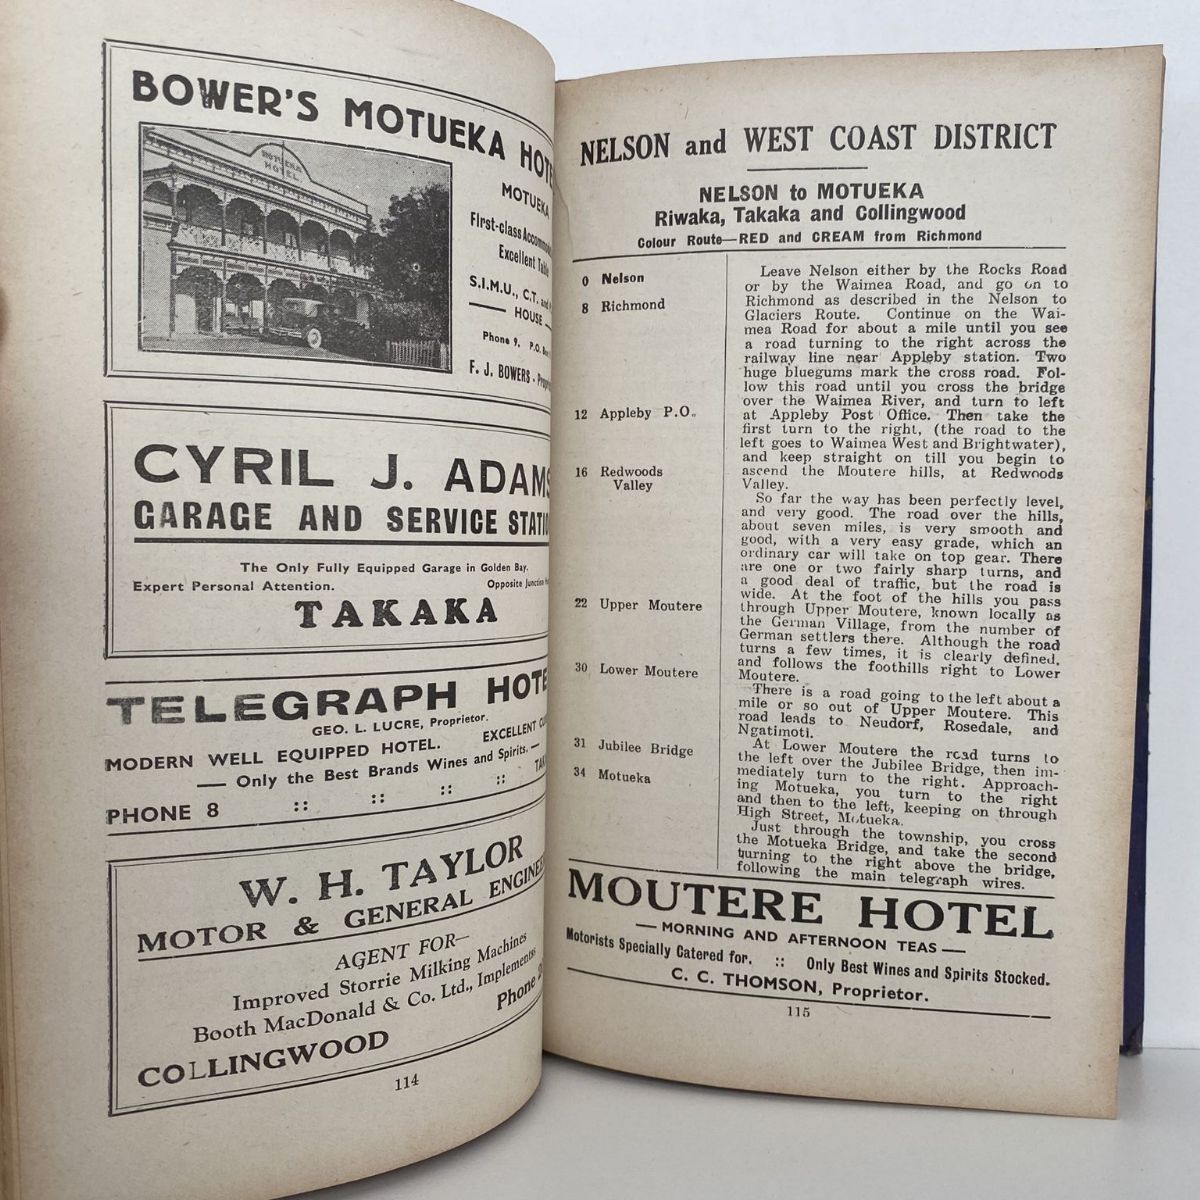 BOWER'S MOTUEKA HOTE
MOTUEKA
HOTEL
MOTUEKA
First-class Accommo
Excellent Table
S.I.M.U., C.T. and
— HOUSE —
Phone 9. P.O. Box
F. J. BOWERS - Prop
CYRIL J. ADAMS
GARAGE AND SERVICE STATIO
The Only Fully Equipped Garage in Golden Bay.
Expert Personal Attention. Opposite Junction
TAKAKA
TELEGRAPH HOTE
GEO. L. LUCRE, Proprietor.
MODERN WELL EQUIPPED HOTEL. EXCELLENT CU
— Only the Best Brands Wines and Spirits. —
PHONE 8 :: :: :: :: TAK
W. H. TAYLOR
MOTOR & GENERAL ENGINEE
AGENT FOR—
Improved Storrie Milking Machines
Booth MacDonald & Co. Ltd., Implements
Phone
COLLINGWOOD
114
NELSON and WEST COAST DISTRICT
NELSON to MOTUEKA
Riwaka, Takaka and Collingwood
Colour Route—RED and CREAM from Richmond
0 Nelson
8 Richmond
12 Appleby P.O.
16 Redwoods
Valley
22 Upper Moutere
30 Lower Moutere
31 Jubilee Bridge
34 Motueka
Leave Nelson either by the Rocks Road
or by the Waimea Road, and go on to
Richmond as described in the Nelson to
Glaciers Route. Continue on the Wai-
mea Road for about a mile until you see
a road turning to the right across the
railway line near Appleby station. Two
huge bluegums mark the cross road. Fol-
low this road until you cross the bridge
over the Waimea River, and turn to left
at Appleby Post Office. Then take the
first turn to the right, (the road to the
left goes to Waimea West and Brightwater),
and keep straight on till you begin to
ascend the Moutere hills, at Redwoods
Valley.
So far the way has been perfectly level,
and very good. The road over the hills,
about seven miles, is very smooth and
good, with a very easy grade, which an
ordinary car will take on top gear. There
are one or two fairly sharp turns, and
a good deal of traffic, but the road is
wide. At the foot of the hills you pass
through Upper Moutere, known locally as
the German Village, from the number of
German settlers there. Although the road
turns a few times, it is clearly defined,
and follows the foothills right to Lower
Moutere.
There is a road going to the left about a
mile or so out of Upper Moutere. This
road leads to Neudorf, Rosedale, and
Ngatimoti.
At Lower Moutere the road turns to
the left over the Jubilee Bridge, then im-
mediately turn to the right. Approach-
ing Motueka, you turn to the right
and then to the left, keeping on through
High Street, Motueka.
Just through the township, you cross
the Motueka Bridge, and take the second
turning to the right above the bridge,
following the main telegraph wires.
MOUTERE HOTEL
— MORNING AND AFTERNOON TEAS —
Motorists Specially Catered for. :: Only Best Wines and Spirits Stocked.
C. C. THOMSON, Proprietor.
115